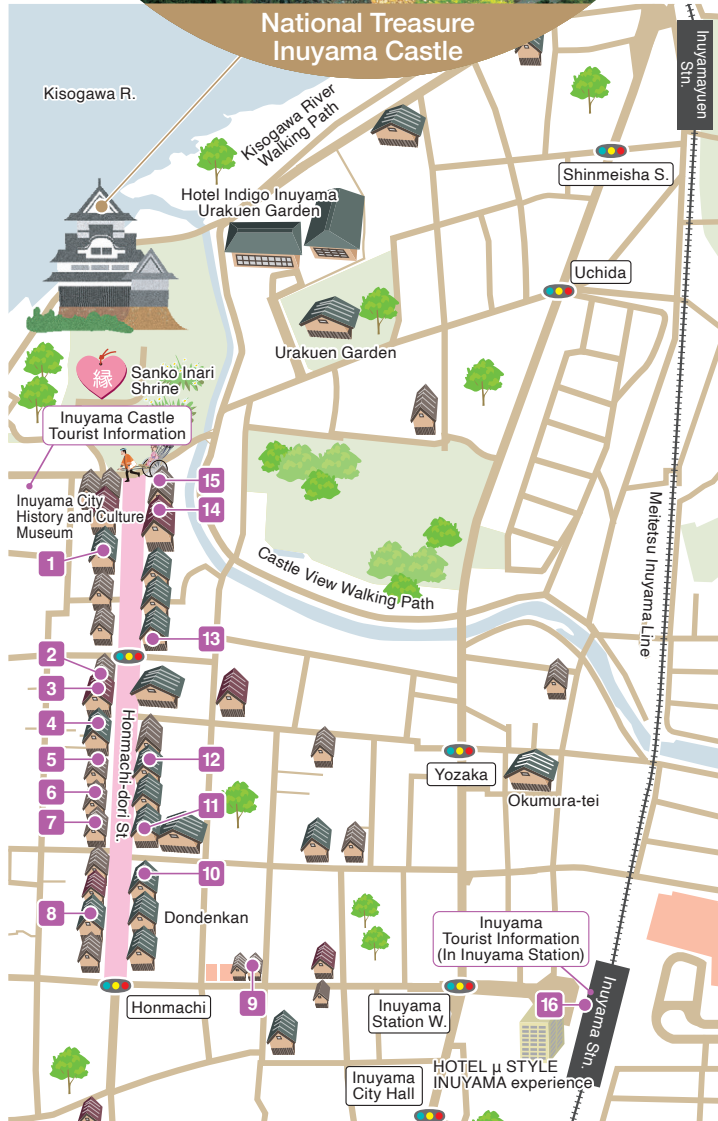 National Treasure
Inuyama Castle
Inuyamayuen
Stn.
Kisogawa R.
Kisogawa River
Walking Path
Shinmeisha S.
Hotel Indigo Inuyama
Urakuen Garden
Uchida
Urakuen Garden
縁
Sanko Inari
Shrine
Inuyama Castle
Tourist Information
15
Inuyama City
History and Culture
Museum
14
1
Meitetsu Inuyama Line
Castle View Walking Path
13
2
3
4
Honmachi-dori St.
5
12
Yozaka
6
Okumura-tei
11
7
10
8
Dondenkan
Inuyama
Tourist Information
(In Inuyama Station)
9
Honmachi
Inuyama
Station W.
16
Inuyama Stn.
HOTEL μ STYLE
INUYAMA experience
Inuyama
City Hall